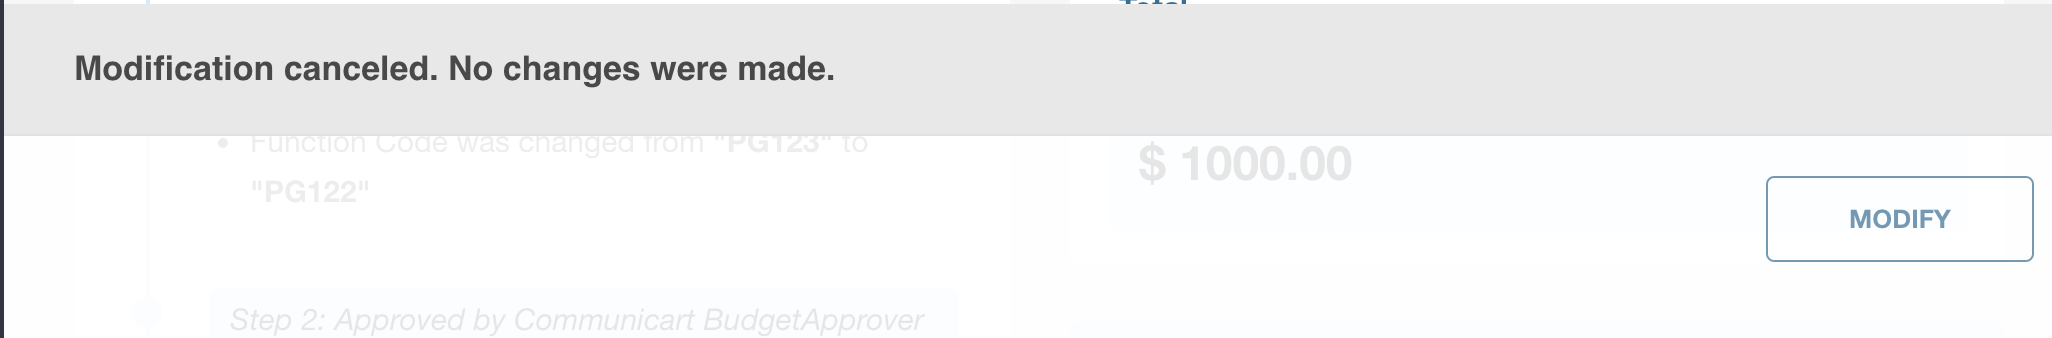 Total
Modification canceled. No changes were made.
Function Code was changed from "PG123" to
"PG122"
$ 1000.00
MODIFY
Step 2: Approved by Communicart BudgetApprover